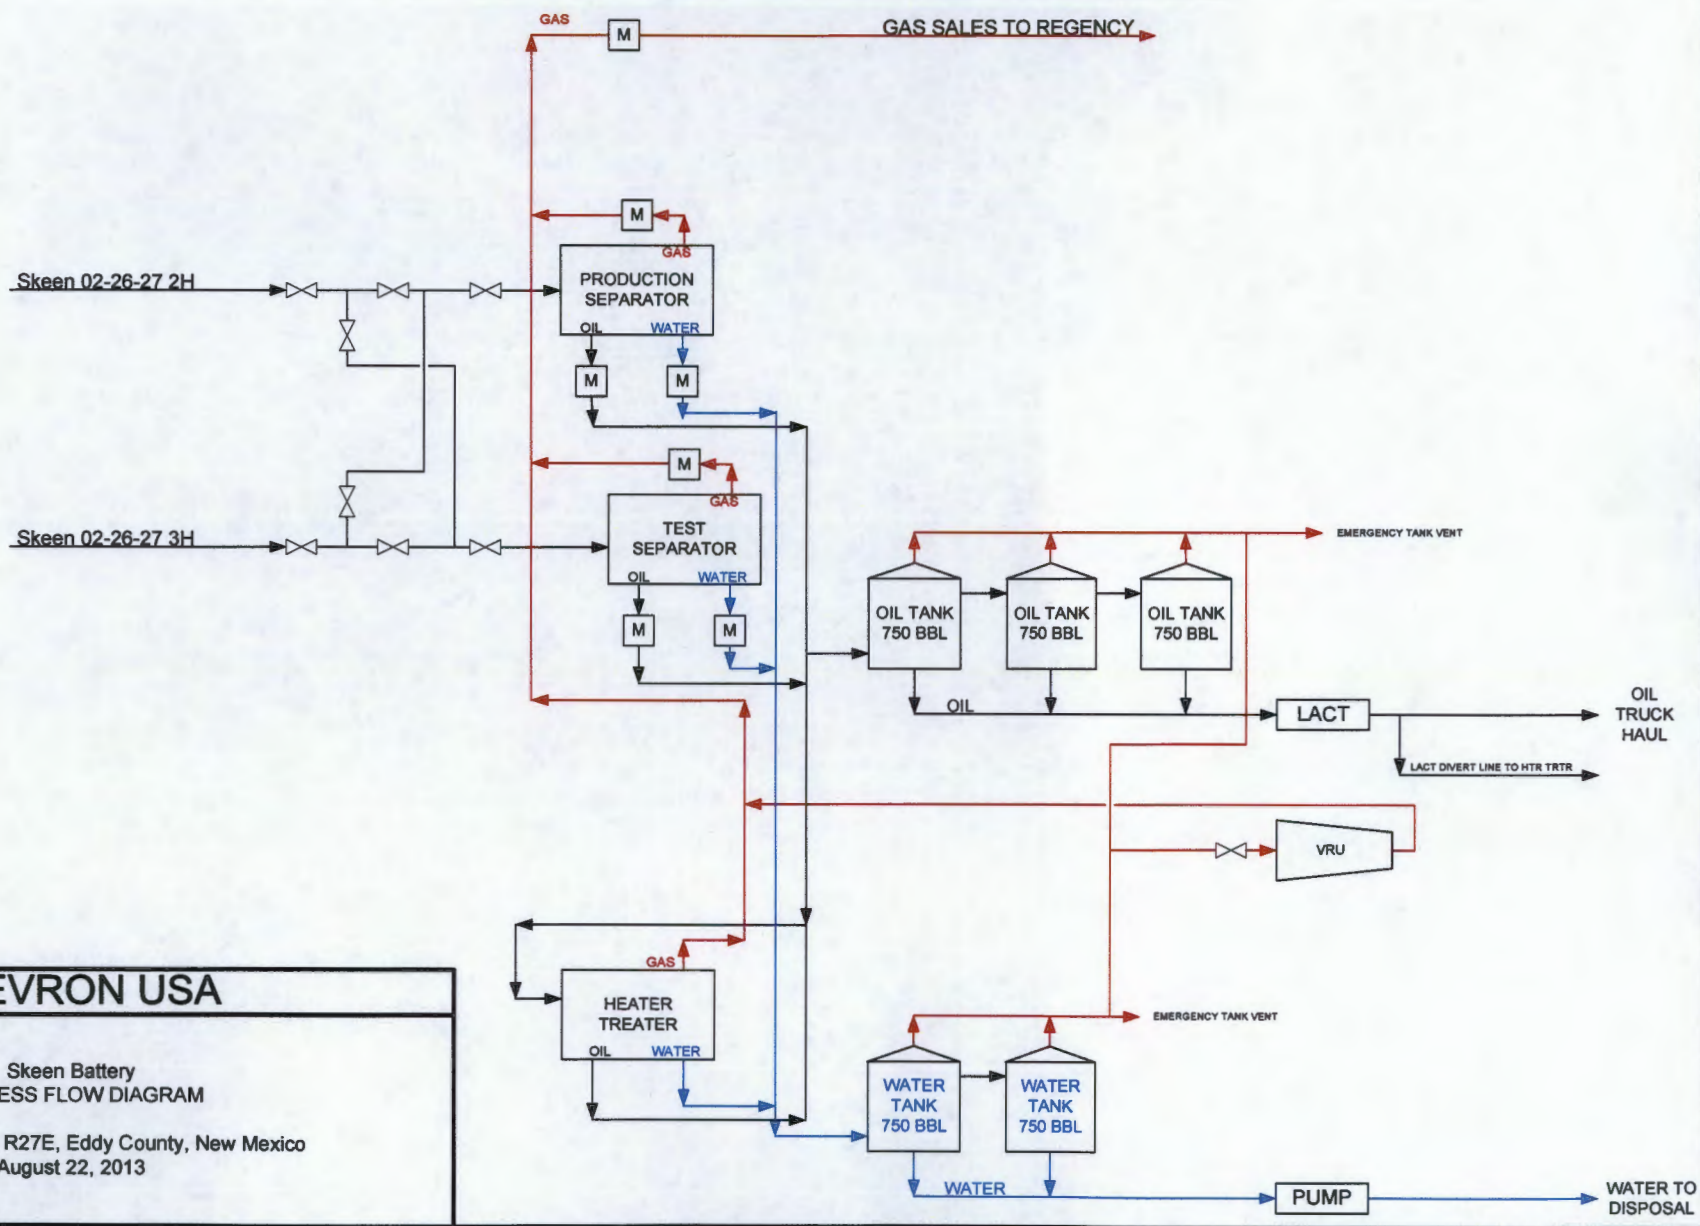 GAS
M
GAS SALES TO REGENCY
M
GAS
Skeen 02-26-27 2H
PRODUCTION
SEPARATOR
OIL WATER
M M
M
GAS
Skeen 02-26-27 3H
TEST
SEPARATOR
OIL WATER
M M
EMERGENCY TANK VENT
OIL TANK
750 BBL
OIL TANK
750 BBL
OIL TANK
750 BBL
OIL
LACT
OIL
TRUCK
HAUL
LACT DIVERT LINE TO HTR TRTR
VRU
GAS
HEATER
TREATER
OIL WATER
EMERGENCY TANK VENT
WATER
TANK
750 BBL
WATER
TANK
750 BBL
WATER
PUMP
WATER TO
DISPOSAL
EVRON USA
Skeen Battery
ESS FLOW DIAGRAM
R27E, Eddy County, New Mexico
August 22, 2013